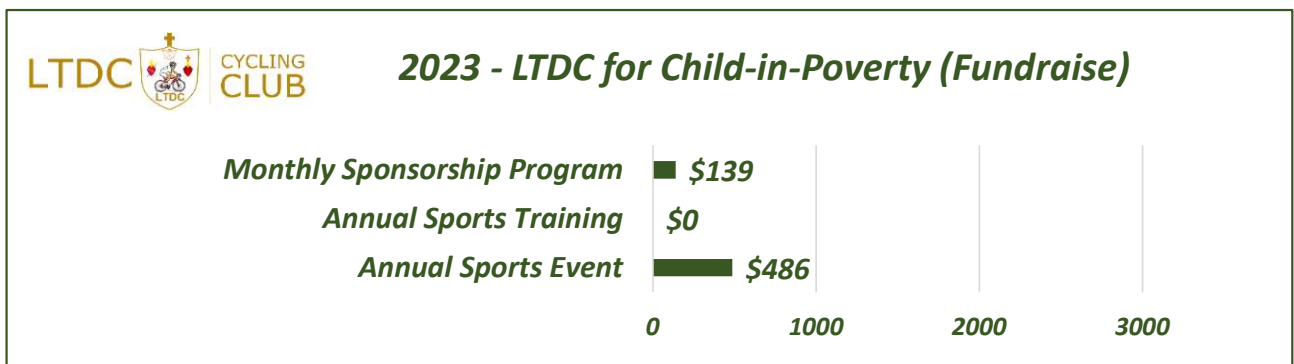 LTDC
LTDC
CYCLING
CLUB
2023 - LTDC for Child-in-Poverty (Fundraise)
Monthly Sponsorship Program $139
Annual Sports Training $0
Annual Sports Event $486
0 1000 2000 3000